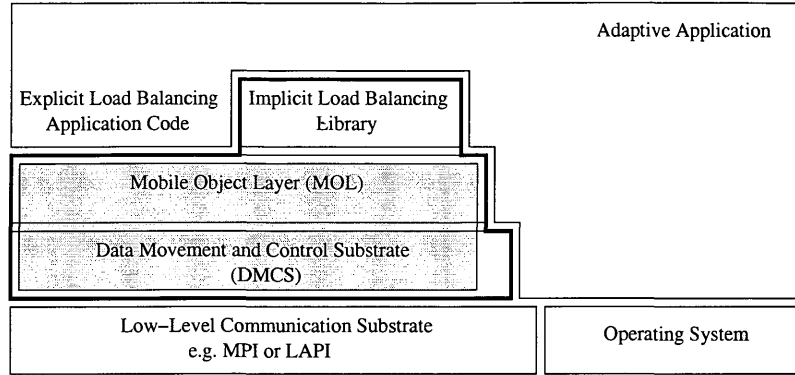 Adaptive Application
Explicit Load Balancing
Application Code
Implicit Load Balancing
Library
Mobile Object Layer (MOL)
Data Movement and Control Substrate
(DMCS)
Low–Level Communication Substrate
e.g. MPI or LAPI
Operating System